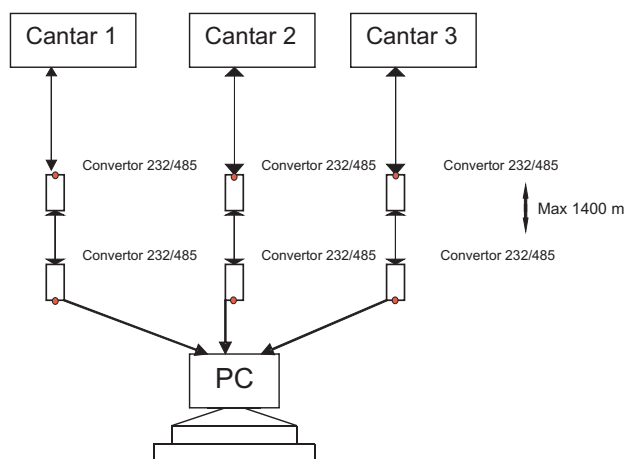 Cantar 1 Cantar 2 Cantar 3
Convertor 232/485 Convertor 232/485 Convertor 232/485
Max 1400 m
Convertor 232/485 Convertor 232/485 Convertor 232/485
PC